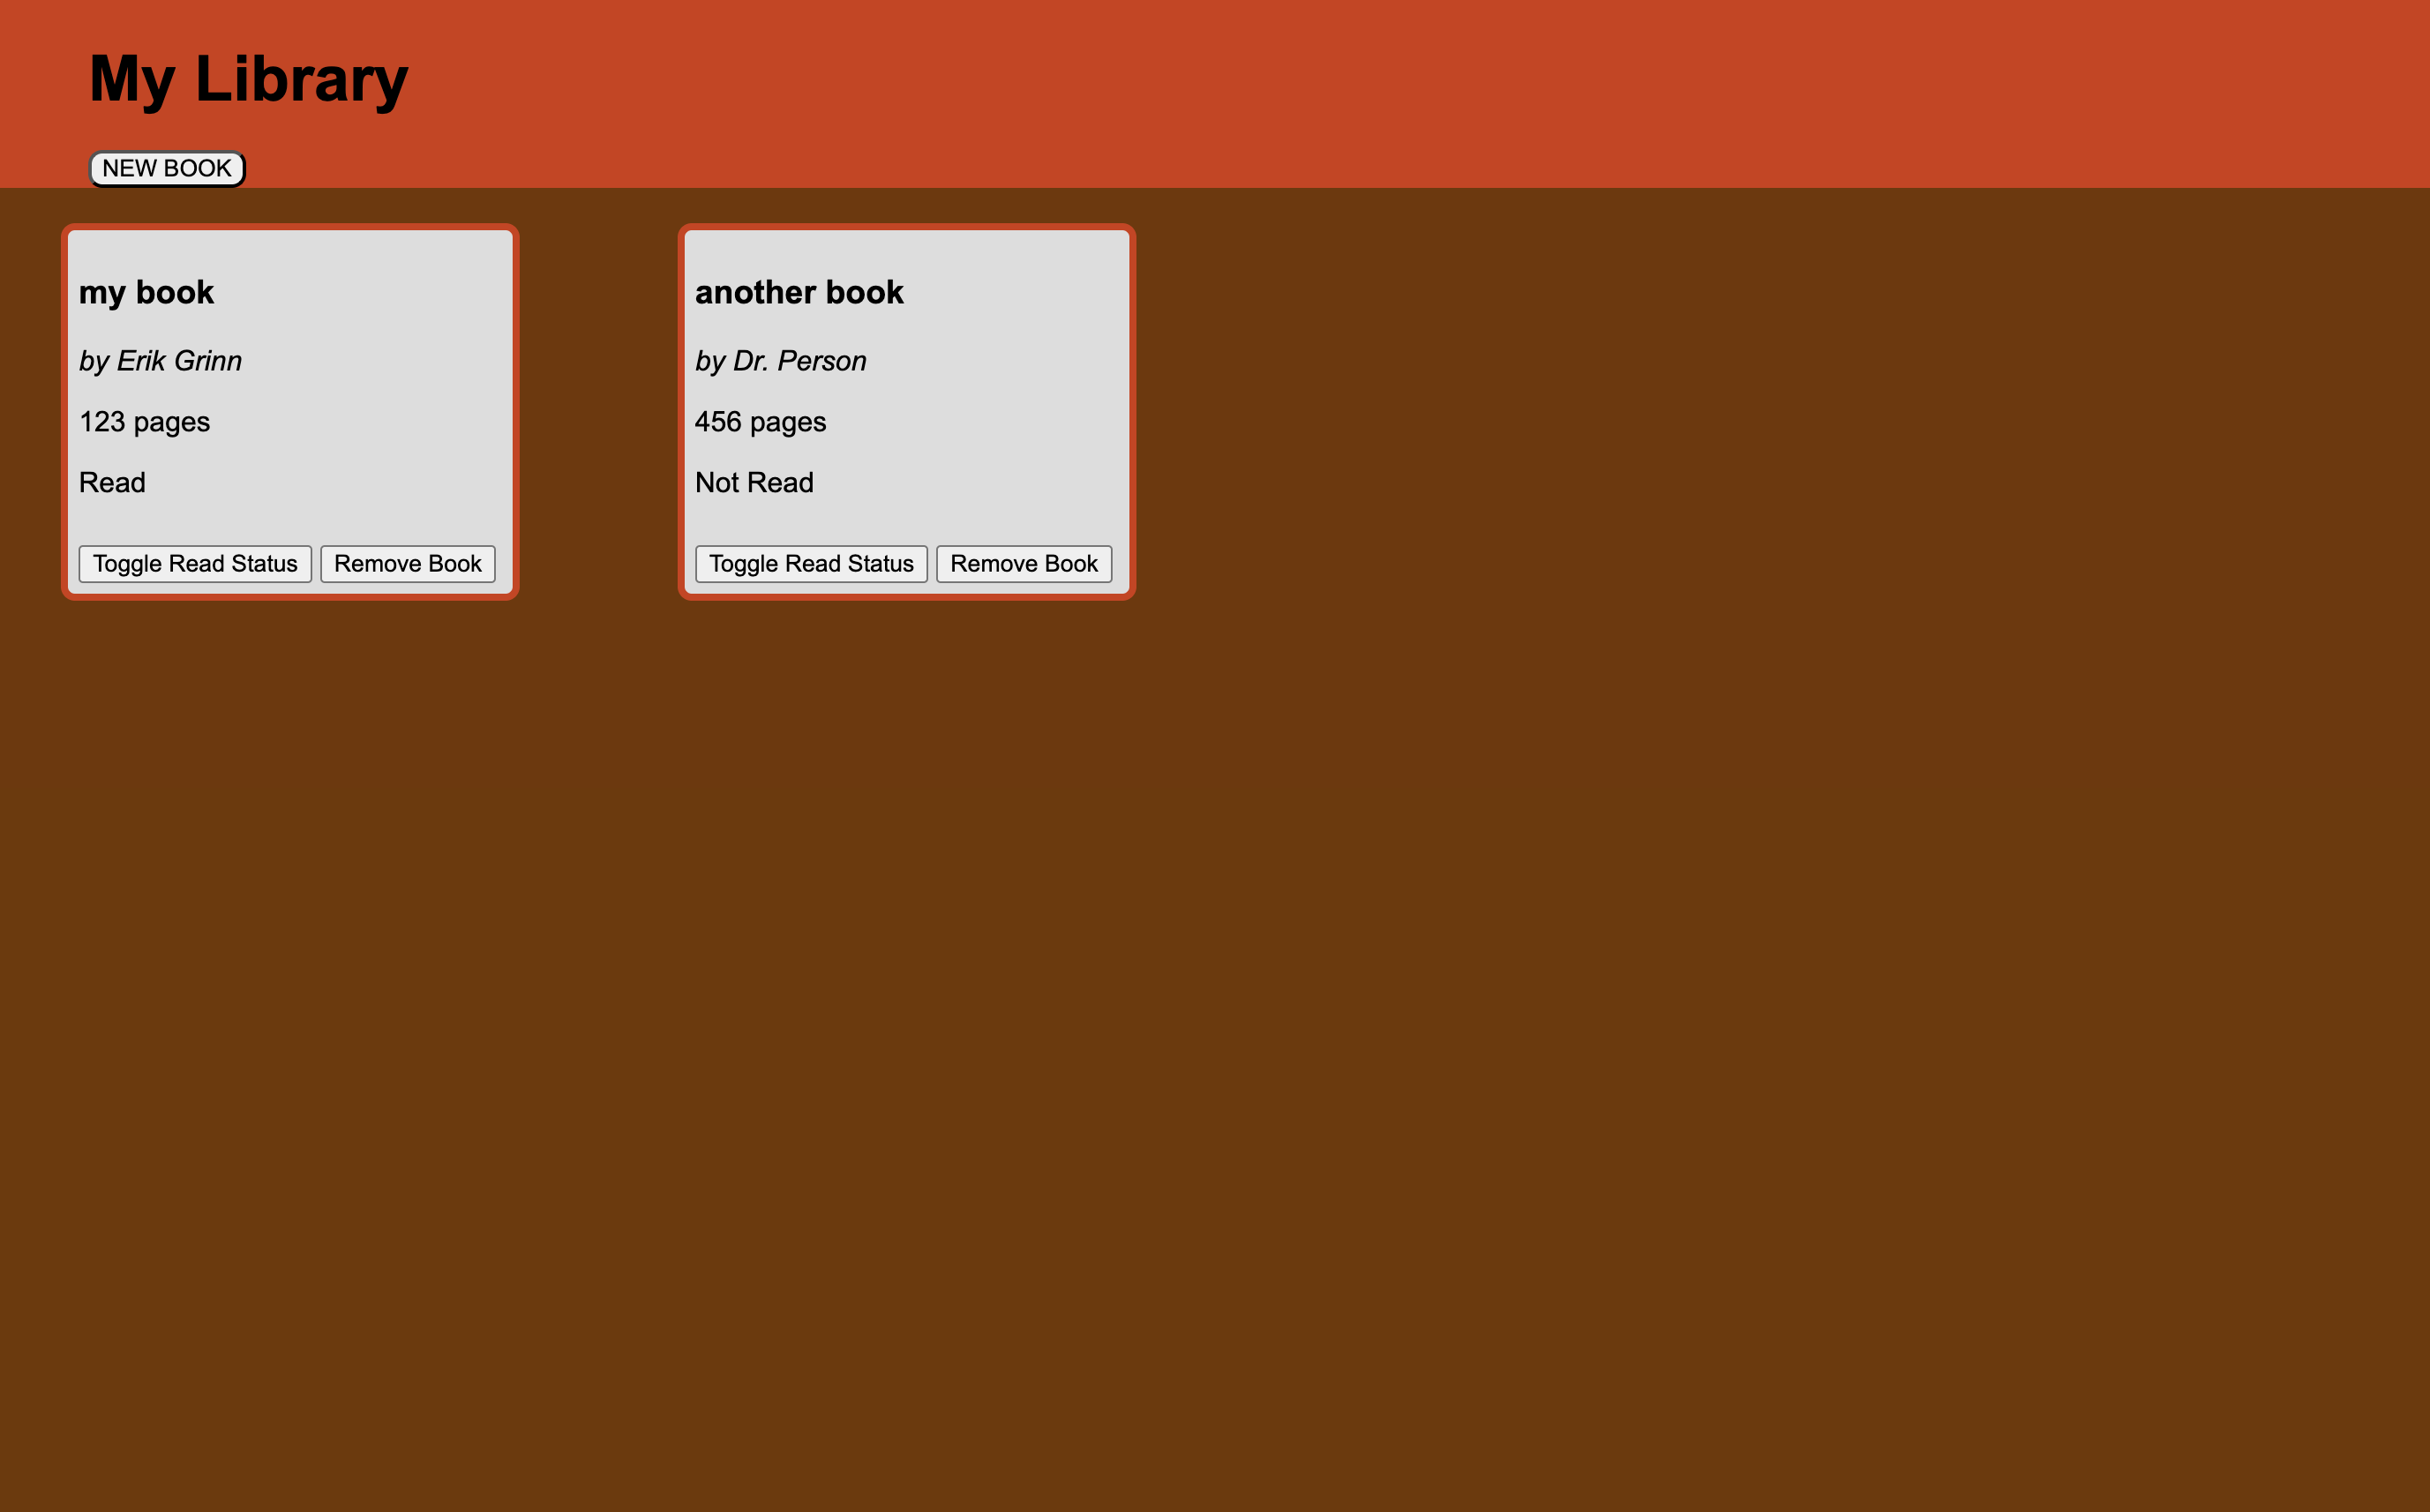 My Library
NEW BOOK
my book
by Erik Grinn
123 pages
Read
Toggle Read Status Remove Book
another book
by Dr. Person
456 pages
Not Read
Toggle Read Status Remove Book